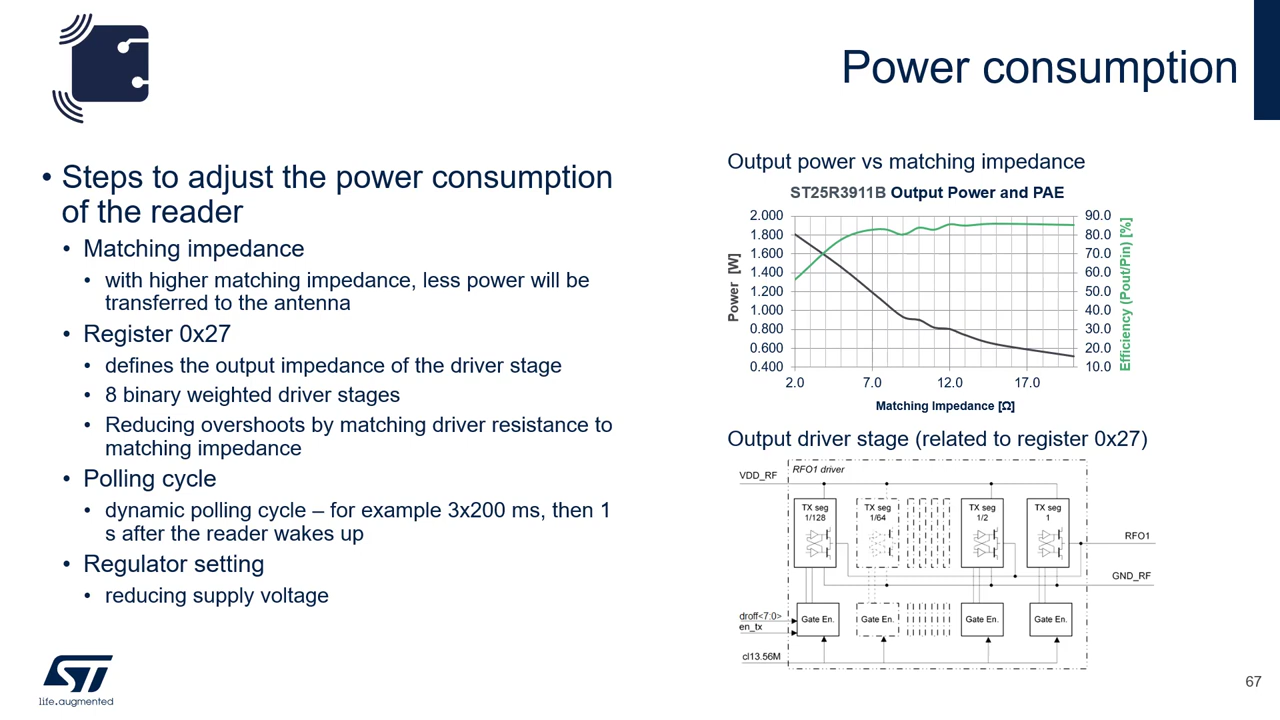 Power consumption
• Steps to adjust the power consumption
of the reader
• Matching impedance
• with higher matching impedance, less power will be
transferred to the antenna
• Register 0x27
• defines the output impedance of the driver stage
• 8 binary weighted driver stages
• Reducing overshoots by matching driver resistance to
matching impedance
• Polling cycle
• dynamic polling cycle – for example 3x200 ms, then 1
s after the reader wakes up
• Regulator setting
• reducing supply voltage
Output power vs matching impedance
ST25R3911B Output Power and PAE
Power [W]
2.000
1.800
1.600
1.400
1.200
1.000
0.800
0.600
0.400
90.0
80.0
70.0
60.0
50.0
40.0
30.0
20.0
10.0
Efficiency (Pout/Pin) [%]
2.0 7.0 12.0 17.0
Matching Impedance [Ω]
Output driver stage (related to register 0x27)
VDD_RF
RFO1 driver
TX seg
1/128
TX seg
1/64
TX seg
1/2
TX seg
1
RFO1
GND_RF
droff<7:0>
en_tx
Gate En.
Gate En.
Gate En.
Gate En.
cl13.56M
ST
life.augmented
67